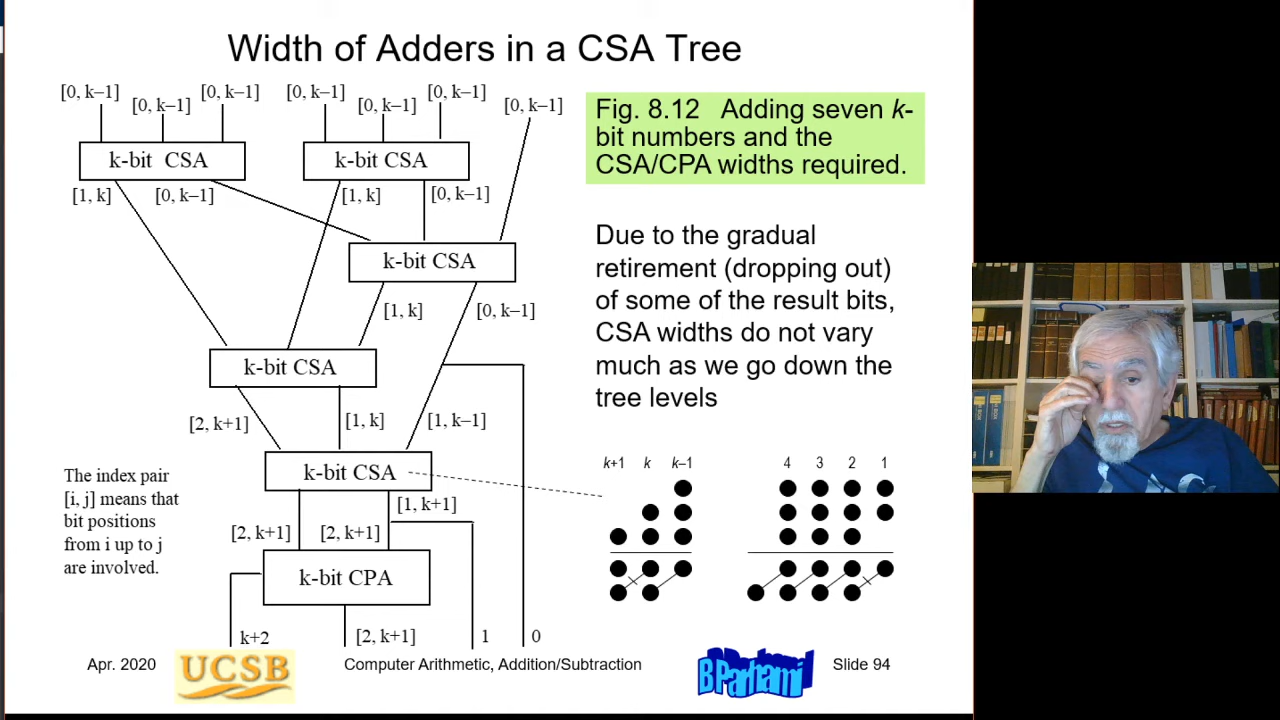 Width of Adders in a CSA Tree
[0, k–1]
[0, k–1]
[0, k–1]
[0, k–1]
[0, k–1]
[0, k–1]
[0, k–1]
k-bit CSA
k-bit CSA
[1, k]
[0, k–1]
[1, k]
[0, k–1]
k-bit CSA
[1, k]
[0, k–1]
k-bit CSA
[2, k+1]
[1, k]
[1, k–1]
k-bit CSA
[1, k+1]
[2, k+1]
[2, k+1]
k-bit CPA
k+2
[2, k+1]
1
0
The index pair
[i, j] means that
bit positions
from i up to j
are involved.
Fig. 8.12 Adding seven k-
bit numbers and the
CSA/CPA widths required.
Due to the gradual
retirement (dropping out)
of some of the result bits,
CSA widths do not vary
much as we go down the
tree levels
k+1 k k–1 4 3 2 1
Apr. 2020
UCSB
Computer Arithmetic, Addition/Subtraction
B Parhami
Slide 94